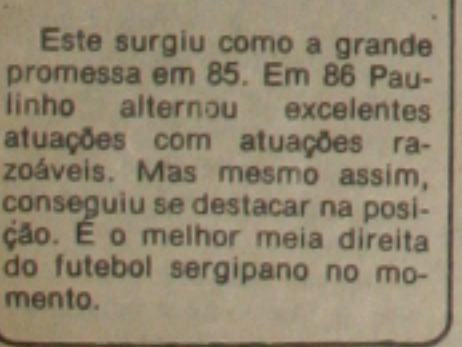 Este surgiu como a grande
promessa em 85. Em 86 Pau-
linho alternou excelentes
atuações com atuações ra-
zoáveis. Mas mesmo assim,
conseguiu se destacar na posi-
ção. É o melhor meia direita
do futebol sergipano no mo-
mento.